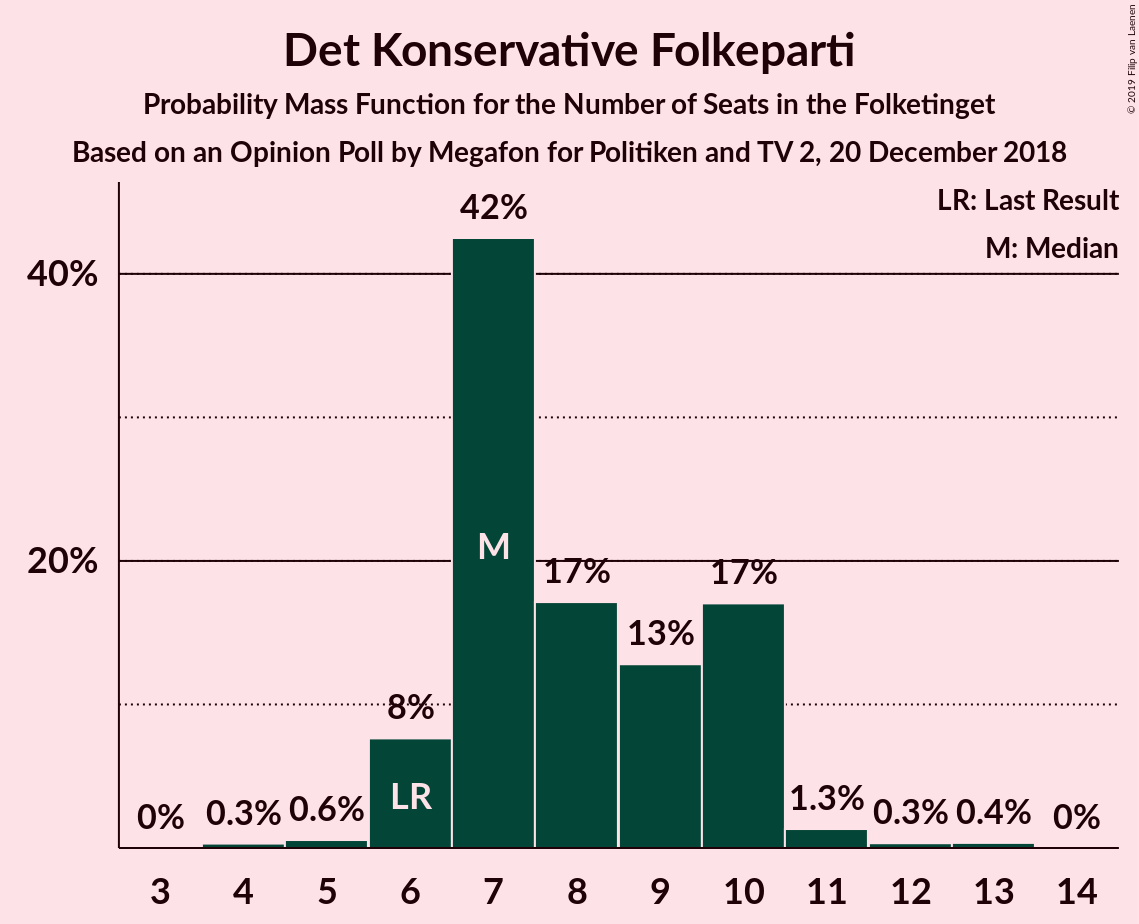 Det Konservative Folkeparti
Probability Mass Function for the Number of Seats in the Folketinget
Based on an Opinion Poll by Megafon for Politiken and TV 2, 20 December 2018
© 2019 Filip van Laenen
LR: Last Result
M: Median
40%
20%
0%
0.3%
0.6%
8%
LR
42%
M
17%
13%
17%
1.3%
0.3%
0.4%
0%
3 4 5 6 7 8 9 10 11 12 13 14